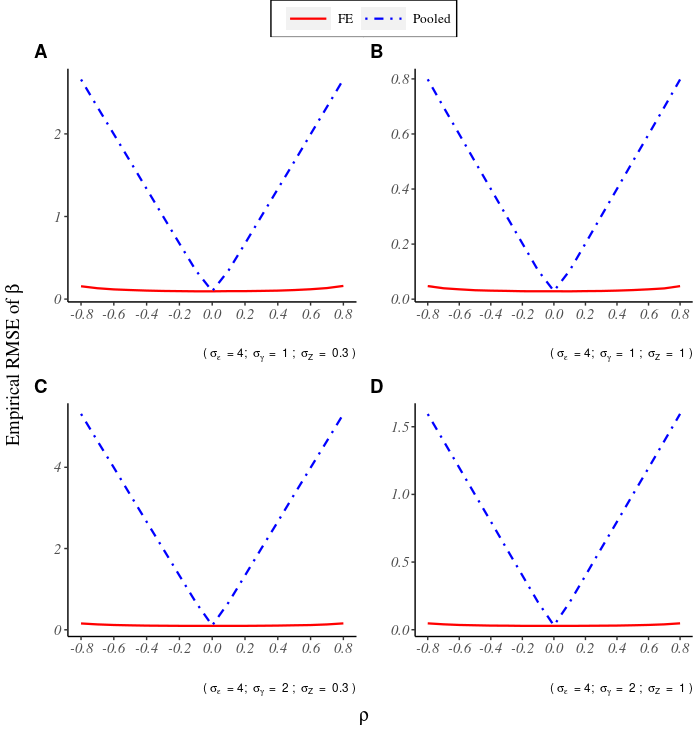 FE Pooled
A
B
2
1
0
-0.8 -0.6 -0.4 -0.2 0.0 0.2 0.4 0.6 0.8
( σε = 4; σγ = 1 ; σZ = 0.3 )
0.8
0.6
0.4
0.2
0.0
-0.8 -0.6 -0.4 -0.2 0.0 0.2 0.4 0.6 0.8
( σε = 4; σγ = 1 ; σZ = 1 )
Empirical RMSE of β
C
D
4
2
0
-0.8 -0.6 -0.4 -0.2 0.0 0.2 0.4 0.6 0.8
( σε = 4; σγ = 2 ; σZ = 0.3 )
1.5
1.0
0.5
0.0
-0.8 -0.6 -0.4 -0.2 0.0 0.2 0.4 0.6 0.8
( σε = 4; σγ = 2 ; σZ = 1 )
ρ